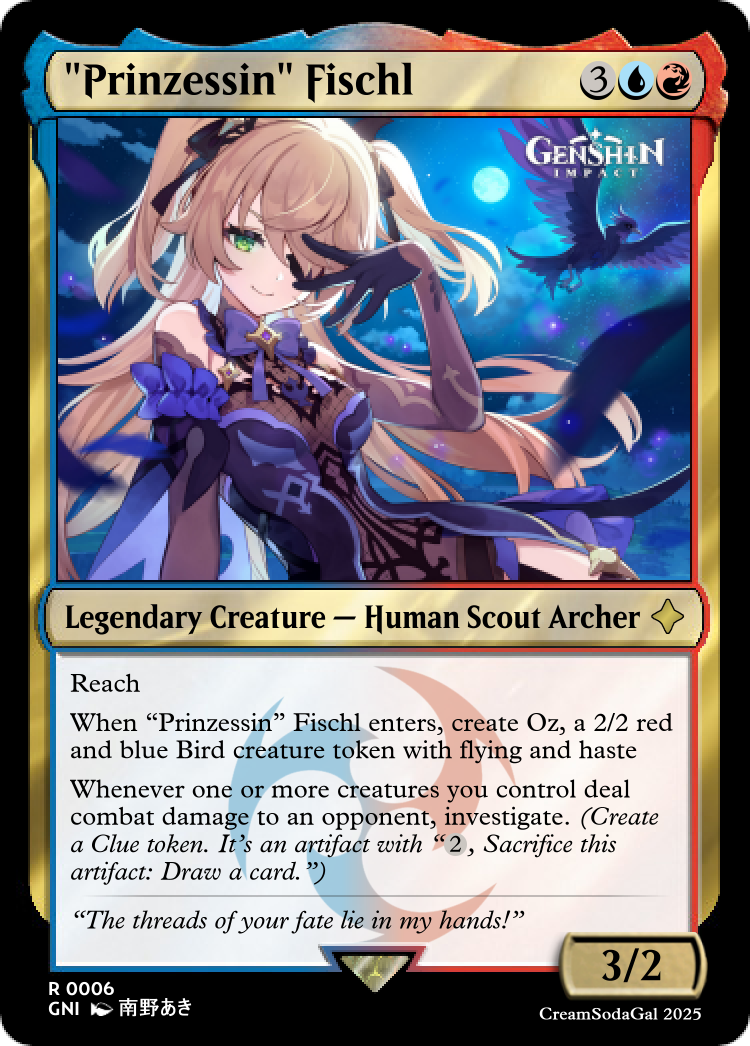 "Prinzessin" Fischl
3
GENSHIN
IMPACT
Legendary Creature — Human Scout Archer
Reach
When “Prinzessin” Fischl enters, create Oz, a 2/2 red
and blue Bird creature token with flying and haste
Whenever one or more creatures you control deal
combat damage to an opponent, investigate. (Create
a Clue token. It's an artifact with “2, Sacrifice this
artifact: Draw a card.”)
“The threads of your fate lie in my hands!”
3/2
R 0006
GNI 南野あき
CreamSodaGal 2025